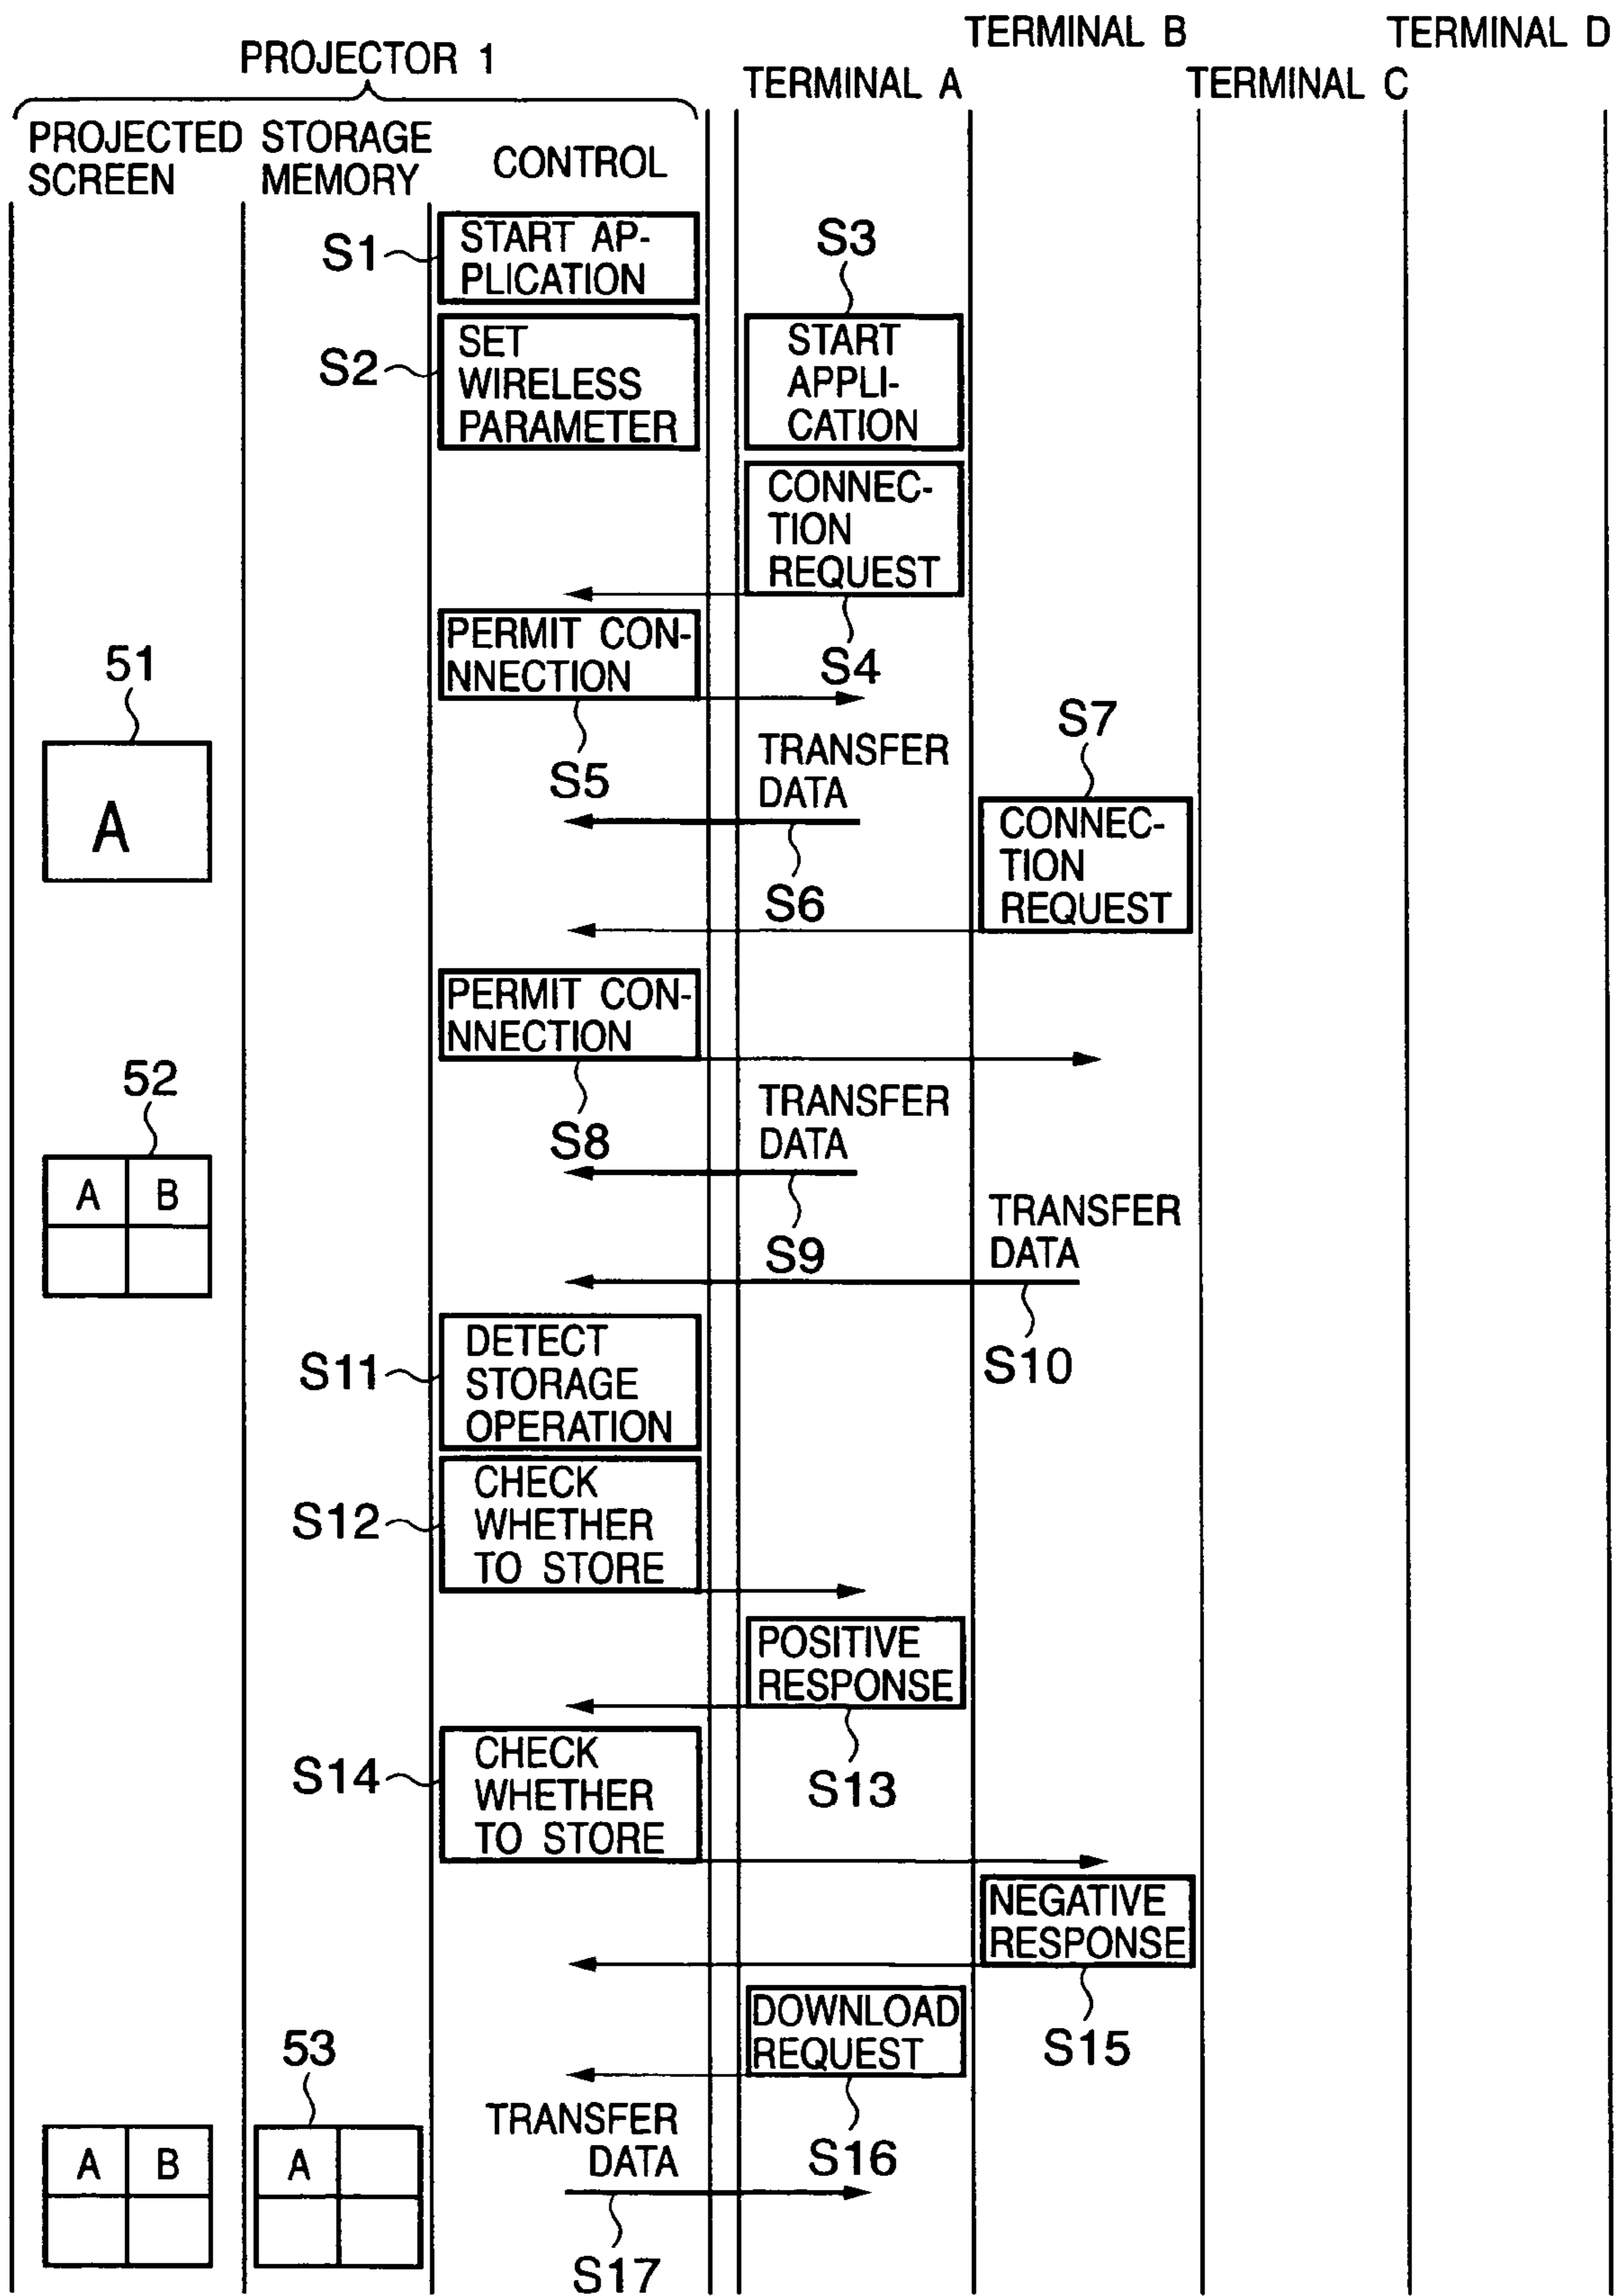 TERMINAL B
TERMINAL D
PROJECTOR 1
TERMINAL A
TERMINAL C
PROJECTED
SCREEN
STORAGE
MEMORY
CONTROL
S1
START AP-
PLICATION
S3
S2
SET
WIRELESS
PARAMETER
START
APPLI-
CATION
CONNEC-
TION
REQUEST
S4
PERMIT CON-
NNECTION
S5
51
A
TRANSFER
DATA
S6
S7
CONNEC-
TION
REQUEST
PERMIT CON-
NNECTION
S8
52
A B
TRANSFER
DATA
S9
TRANSFER
DATA
S10
S11
DETECT
STORAGE
OPERATION
S12
CHECK
WHETHER
TO STORE
POSITIVE
RESPONSE
S13
S14
CHECK
WHETHER
TO STORE
NEGATIVE
RESPONSE
S15
DOWNLOAD
REQUEST
S16
53
A B
A
TRANSFER
DATA
S17